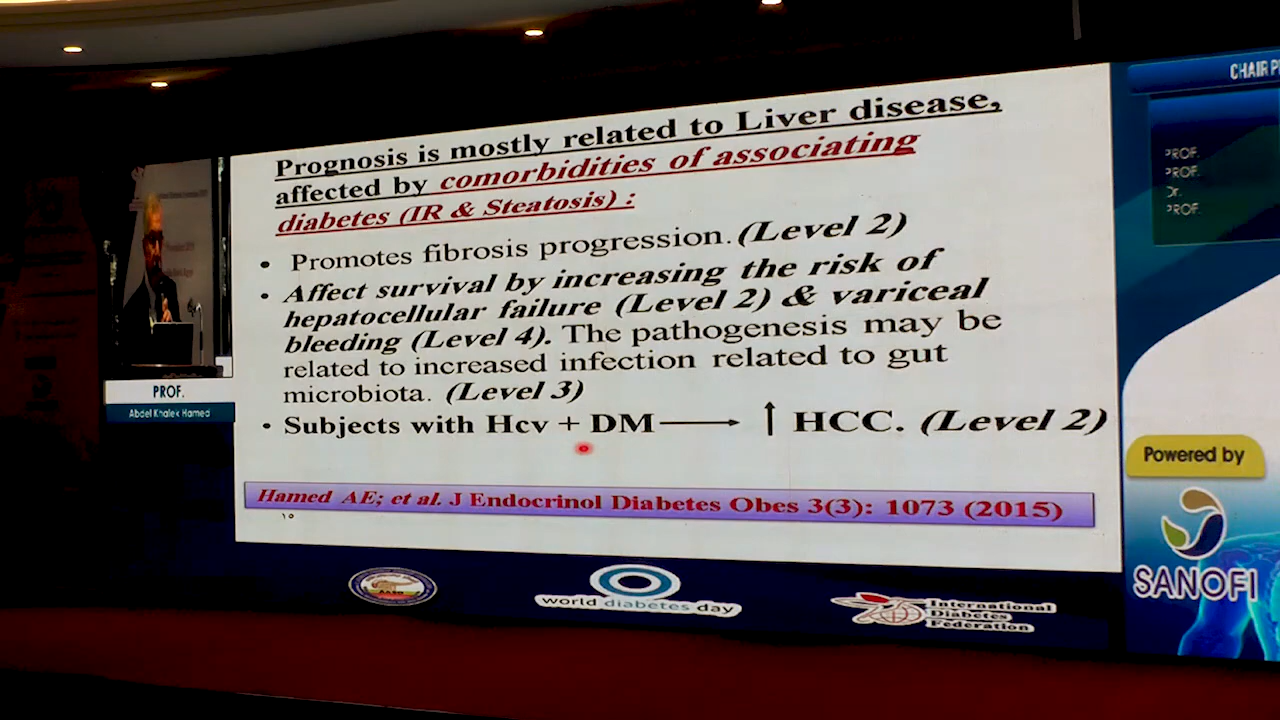 Prognosis is mostly related to Liver disease,
affected by comorbidities of associating
diabetes (IR & Steatosis) :
• Promotes fibrosis progression. (Level 2)
• Affect survival by increasing the risk of
hepatocellular failure (Level 2) & variceal
bleeding (Level 4). The pathogenesis may be
related to increased infection related to gut
microbiota. (Level 3)
• Subjects with Hcv + DM → ↑ HCC. (Level 2)
Hamed AE; et al. J Endocrinol Diabetes Obes 3(3): 1073 (2015)
١٥
PROF.
Abdel Khalek Hamed
world diabetes day
International
Diabetes
Federation
CHAIR P
PROF.
PROF.
Dr.
PROF.
Powered by
SANOFI